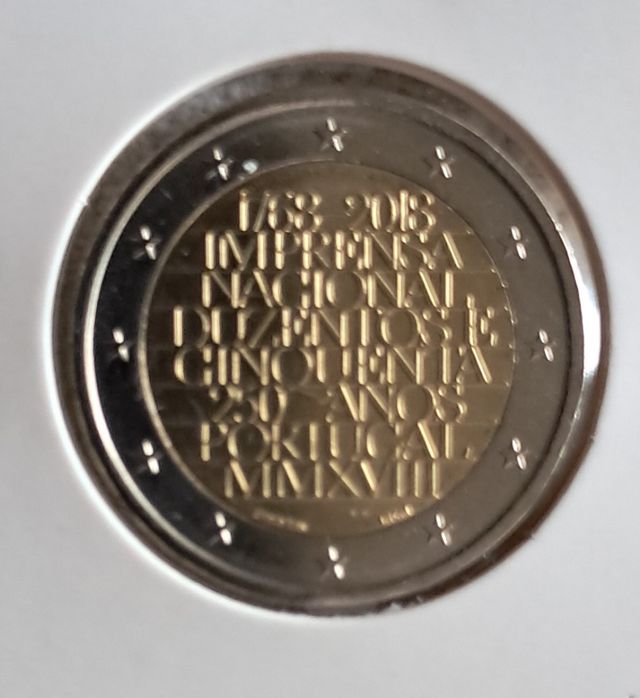 1768 2018
IMPRENSA
NACIONAL
DUZENTOS E
CINQUENTA
250 ANOS
PORTUGAL
MMXVIII